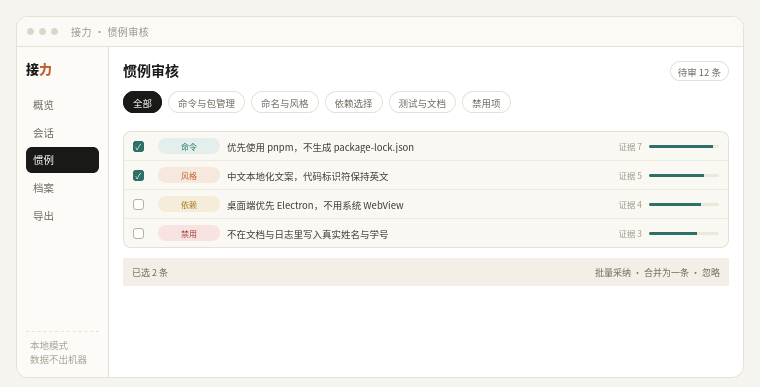 接力 · 惯例审核
接力
概览
会话
惯例
档案
导出
本地模式
数据不出机器
惯例审核
待审 12 条
全部 命令与包管理 命名与风格 依赖选择 测试与文档 禁用项
命令 优先使用 pnpm，不生成 package-lock.json 证据 7
风格 中文本地化文案，代码标识符保持英文 证据 5
依赖 桌面端优先 Electron，不用系统 WebView 证据 4
禁用 不在文档与日志里写入真实姓名与学号 证据 3
已选 2 条 批量采纳 · 合并为一条 · 忽略